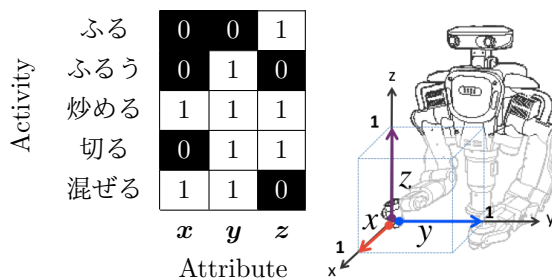 Activity
ふる 0 0 1
ふるう 0 1 0
炒める 1 1 1
切る 0 1 1
混ぜる 1 1 0
x y z
Attribute
z
1
z
x
y
1
y
1
x